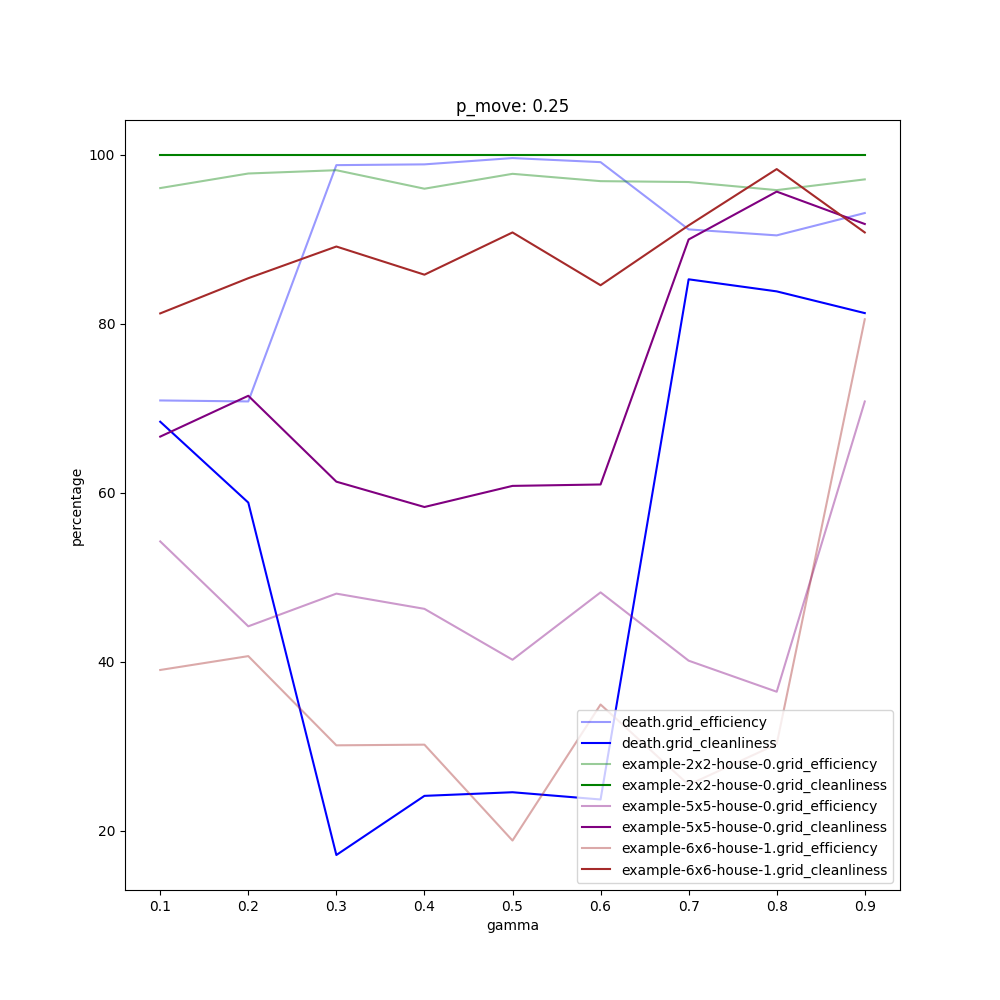 p_move: 0.25
100
80
60
40
20
percentage
death.grid_efficiency
death.grid_cleanliness
example-2x2-house-0.grid_efficiency
example-2x2-house-0.grid_cleanliness
example-5x5-house-0.grid_efficiency
example-5x5-house-0.grid_cleanliness
example-6x6-house-1.grid_efficiency
example-6x6-house-1.grid_cleanliness
0.1 0.2 0.3 0.4 0.5 0.6 0.7 0.8 0.9
gamma